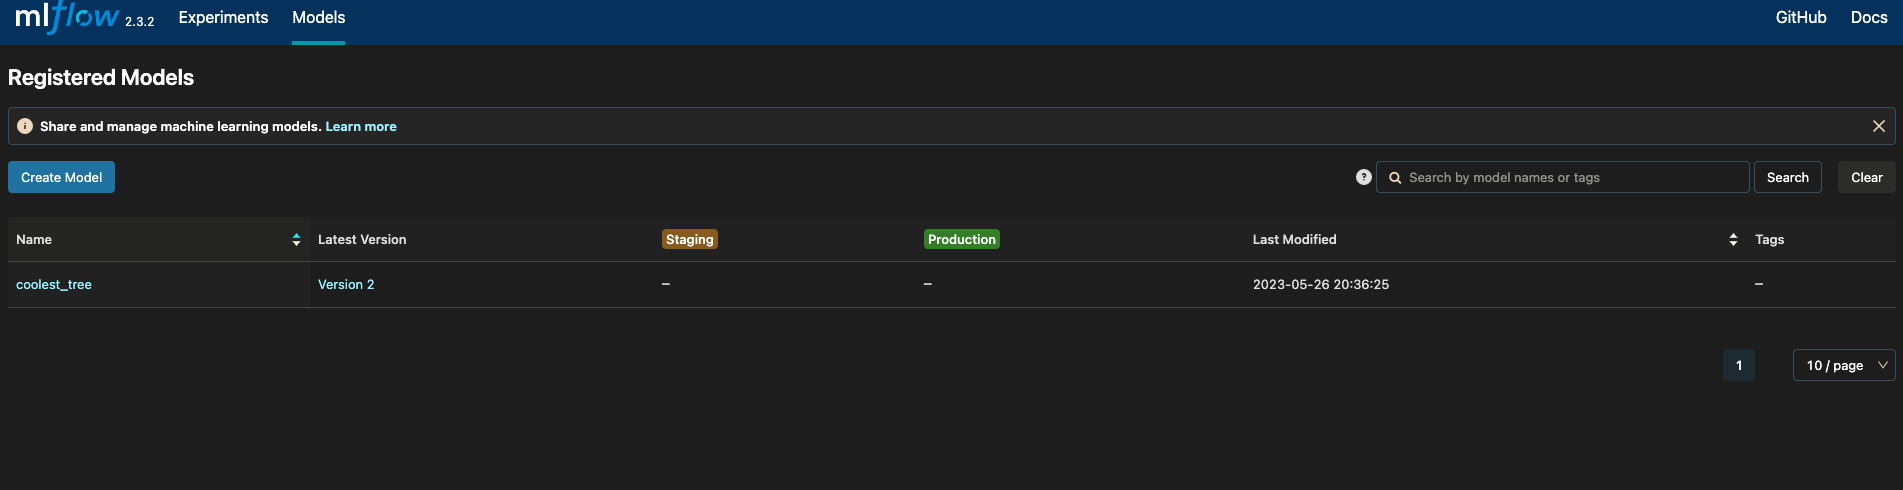 mlflow 2.3.2 Experiments Models GitHub Docs
Registered Models
Share and manage machine learning models. Learn more
Create Model Search by model names or tags Search Clear
Name Latest Version Staging Production Last Modified Tags
coolest_tree Version 2 – – 2023-05-26 20:36:25 –
1 10 / page